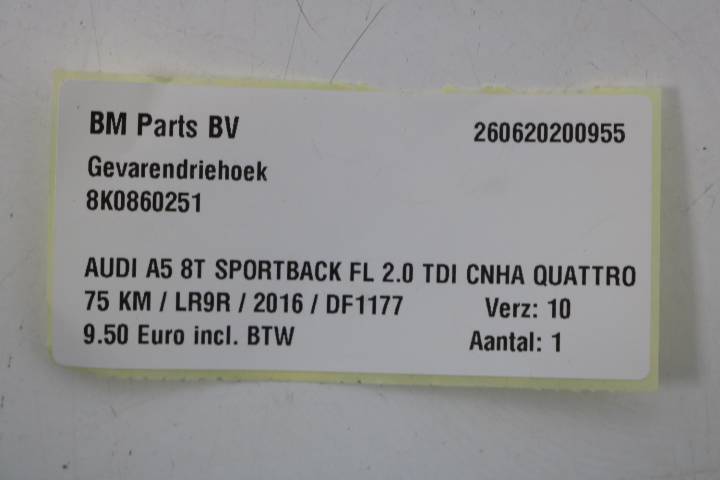 BM Parts BV 260620200955
Gevarendriehoek
8K0860251
AUDI A5 8T SPORTBACK FL 2.0 TDI CNHA QUATTRO
75 KM / LR9R / 2016 / DF1177 Verz: 10
9.50 Euro incl. BTW Aantal: 1